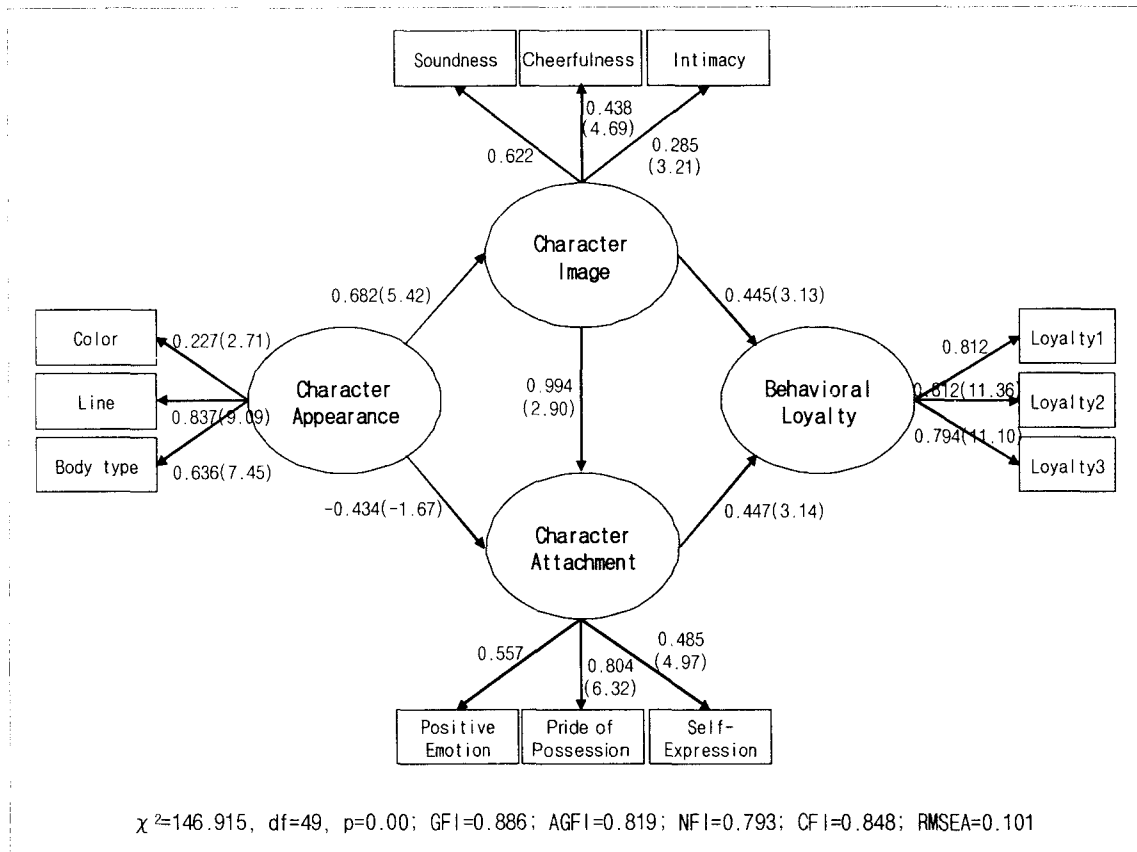 Soundness
Cheerfulness
Intimacy
0.622
0.438
(4.69)
0.285
(3.21)
Character
Image
0.682(5.42)
0.445(3.13)
Color
Line
Body type
0.227(2.71)
0.837(9.09)
0.636(7.45)
Character
Appearance
0.994
(2.90)
Behavioral
Loyalty
0.812
0.812(11.36)
0.794(11.10)
Loyalty1
Loyalty2
Loyalty3
-0.434(-1.67)
0.447(3.14)
Character
Attachment
0.557
0.804
(6.32)
0.485
(4.97)
Positive
Emotion
Pride of
Possession
Self-
Expression
χ²=146.915, df=49, p=0.00; GFI=0.886; AGFI=0.819; NFI=0.793; CFI=0.848; RMSEA=0.101